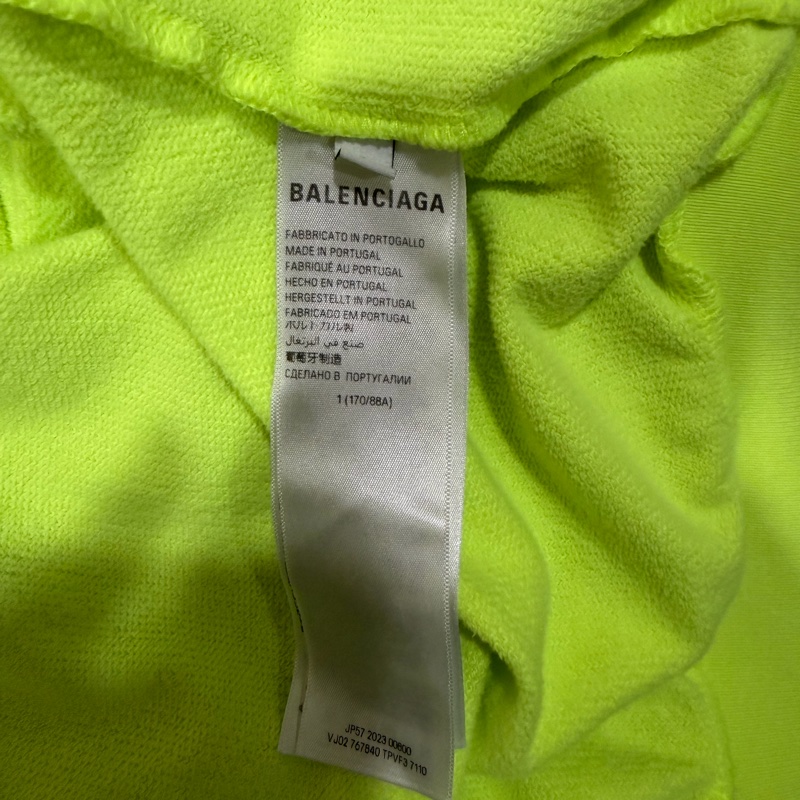 BALENCIAGA
FABBRICATO IN PORTOGALLO
MADE IN PORTUGAL
FABRIQUÉ AU PORTUGAL
HECHO EN PORTUGAL
HERGESTELLT IN PORTUGAL
FABRICADO EM PORTUGAL
ポルトガル製
صنع في البرتغال
葡萄牙制造
СДЕЛАНО В ПОРТУГАЛИИ
1 (170/88A)
JP57 2023 00600
VJ02 767840 TPVF3 7110